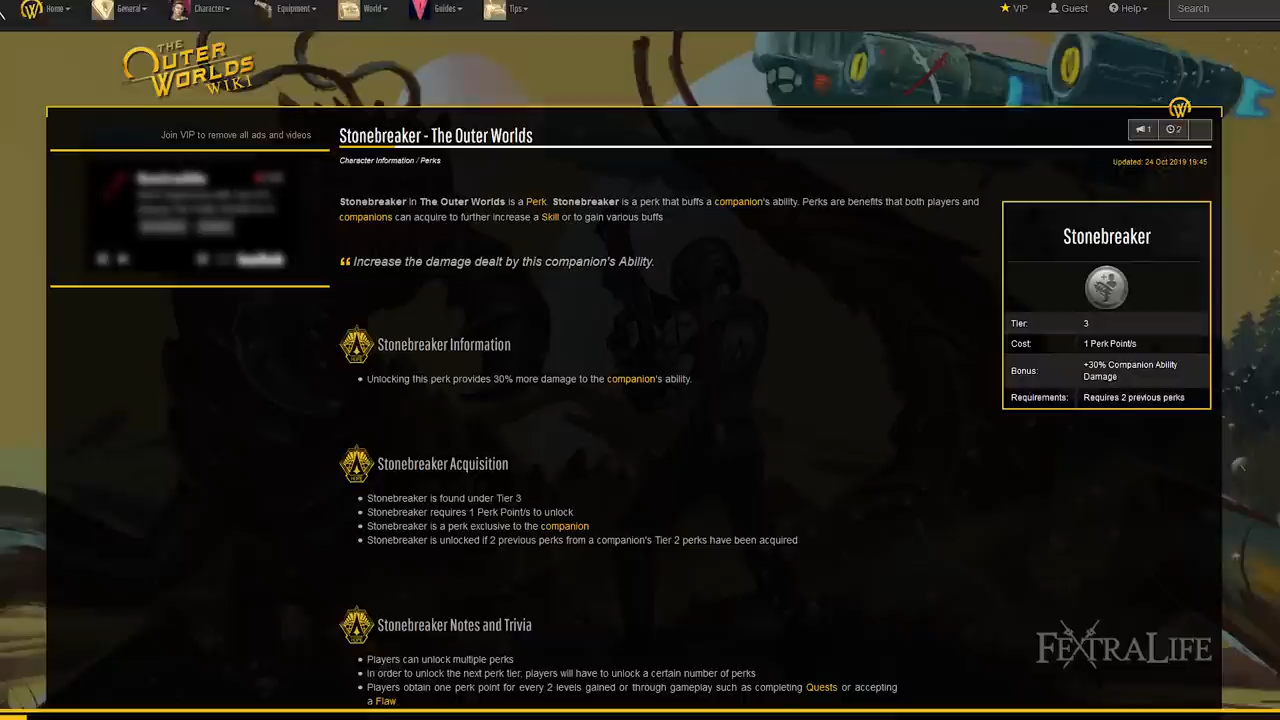 Home
General
Character
Equipment
World
Guides
Tips
VIP
Guest
Help
Search
THE
OUTER
WORLDS
WIKI
Join VIP to remove all ads and videos
Stonebreaker - The Outer Worlds
1
2
Character Information / Perks
Updated: 24 Oct 2019 19:45
Stonebreaker in The Outer Worlds is a Perk. Stonebreaker is a perk that buffs a companion's ability. Perks are benefits that both players and
companions can acquire to further increase a Skill or to gain various buffs
Increase the damage dealt by this companion's Ability.
Stonebreaker
Tier: 3
Cost: 1 Perk Point/s
Bonus: +30% Companion Ability
Damage
Requirements: Requires 2 previous perks
Stonebreaker Information
Unlocking this perk provides 30% more damage to the companion's ability.
Stonebreaker Acquisition
Stonebreaker is found under Tier 3
Stonebreaker requires 1 Perk Point/s to unlock
Stonebreaker is a perk exclusive to the companion
Stonebreaker is unlocked if 2 previous perks from a companion's Tier 2 perks have been acquired
Stonebreaker Notes and Trivia
Players can unlock multiple perks
In order to unlock the next perk tier, players will have to unlock a certain number of perks
Players obtain one perk point for every 2 levels gained or through gameplay such as completing Quests or accepting
a Flaw
FEXTRALIFE